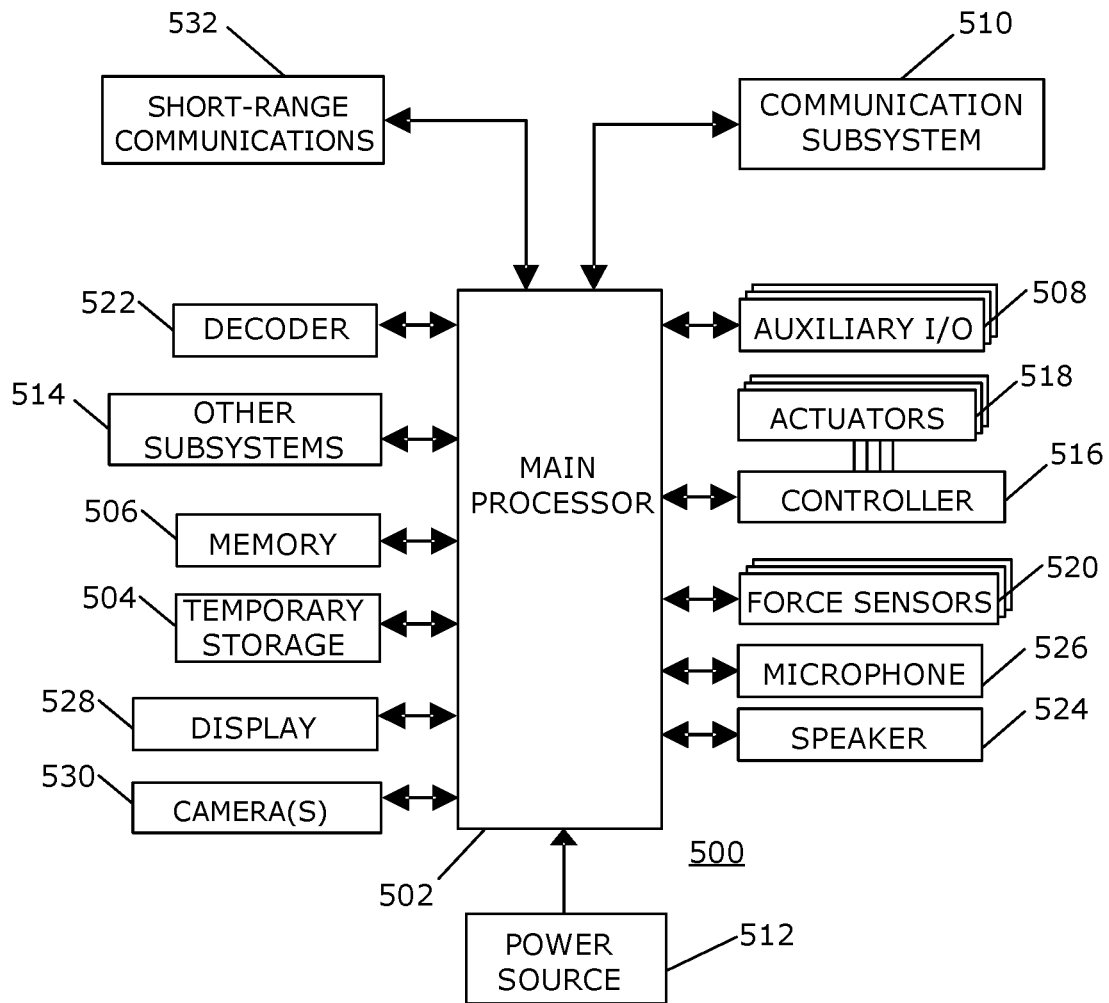 532
510
SHORT-RANGE
COMMUNICATIONS
COMMUNICATION
SUBSYSTEM
522
DECODER
AUXILIARY I/O
508
514
OTHER
SUBSYSTEMS
ACTUATORS
518
MAIN
PROCESSOR
CONTROLLER
516
506
MEMORY
504
TEMPORARY
STORAGE
FORCE SENSORS
520
MICROPHONE
526
528
DISPLAY
SPEAKER
524
530
CAMERA(S)
500
502
POWER
SOURCE
512